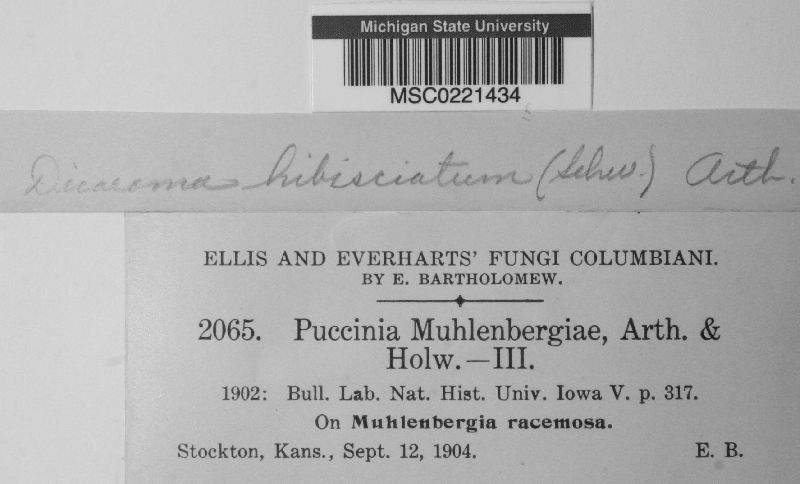 Michigan State University
MSC0221434
Dicaeoma hibisciatum (Schw.) Arth.
ELLIS AND EVERHARTS' FUNGI COLUMBIANI.
BY E. BARTHOLOMEW.
2065. Puccinia Muhlenbergiae, Arth. &
Holw.—III.
1902: Bull. Lab. Nat. Hist. Univ. Iowa V. p. 317.
On Muhlenbergia racemosa.
Stockton, Kans., Sept. 12, 1904. E. B.